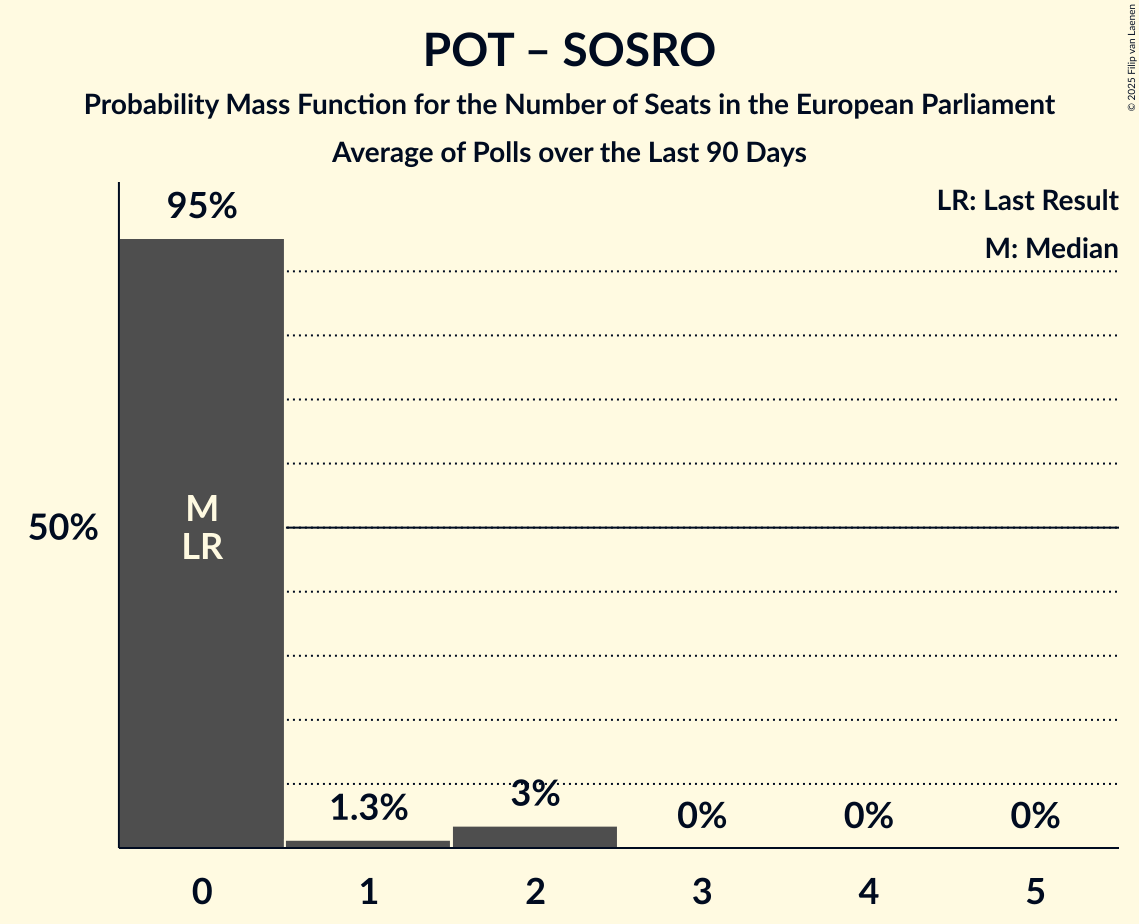 POT – SOSRO
Probability Mass Function for the Number of Seats in the European Parliament
Average of Polls over the Last 90 Days
© 2025 Filip van Laenen
LR: Last Result
M: Median
95%
50%
M
LR
1.3%
3%
0%
0%
0%
0
1
2
3
4
5